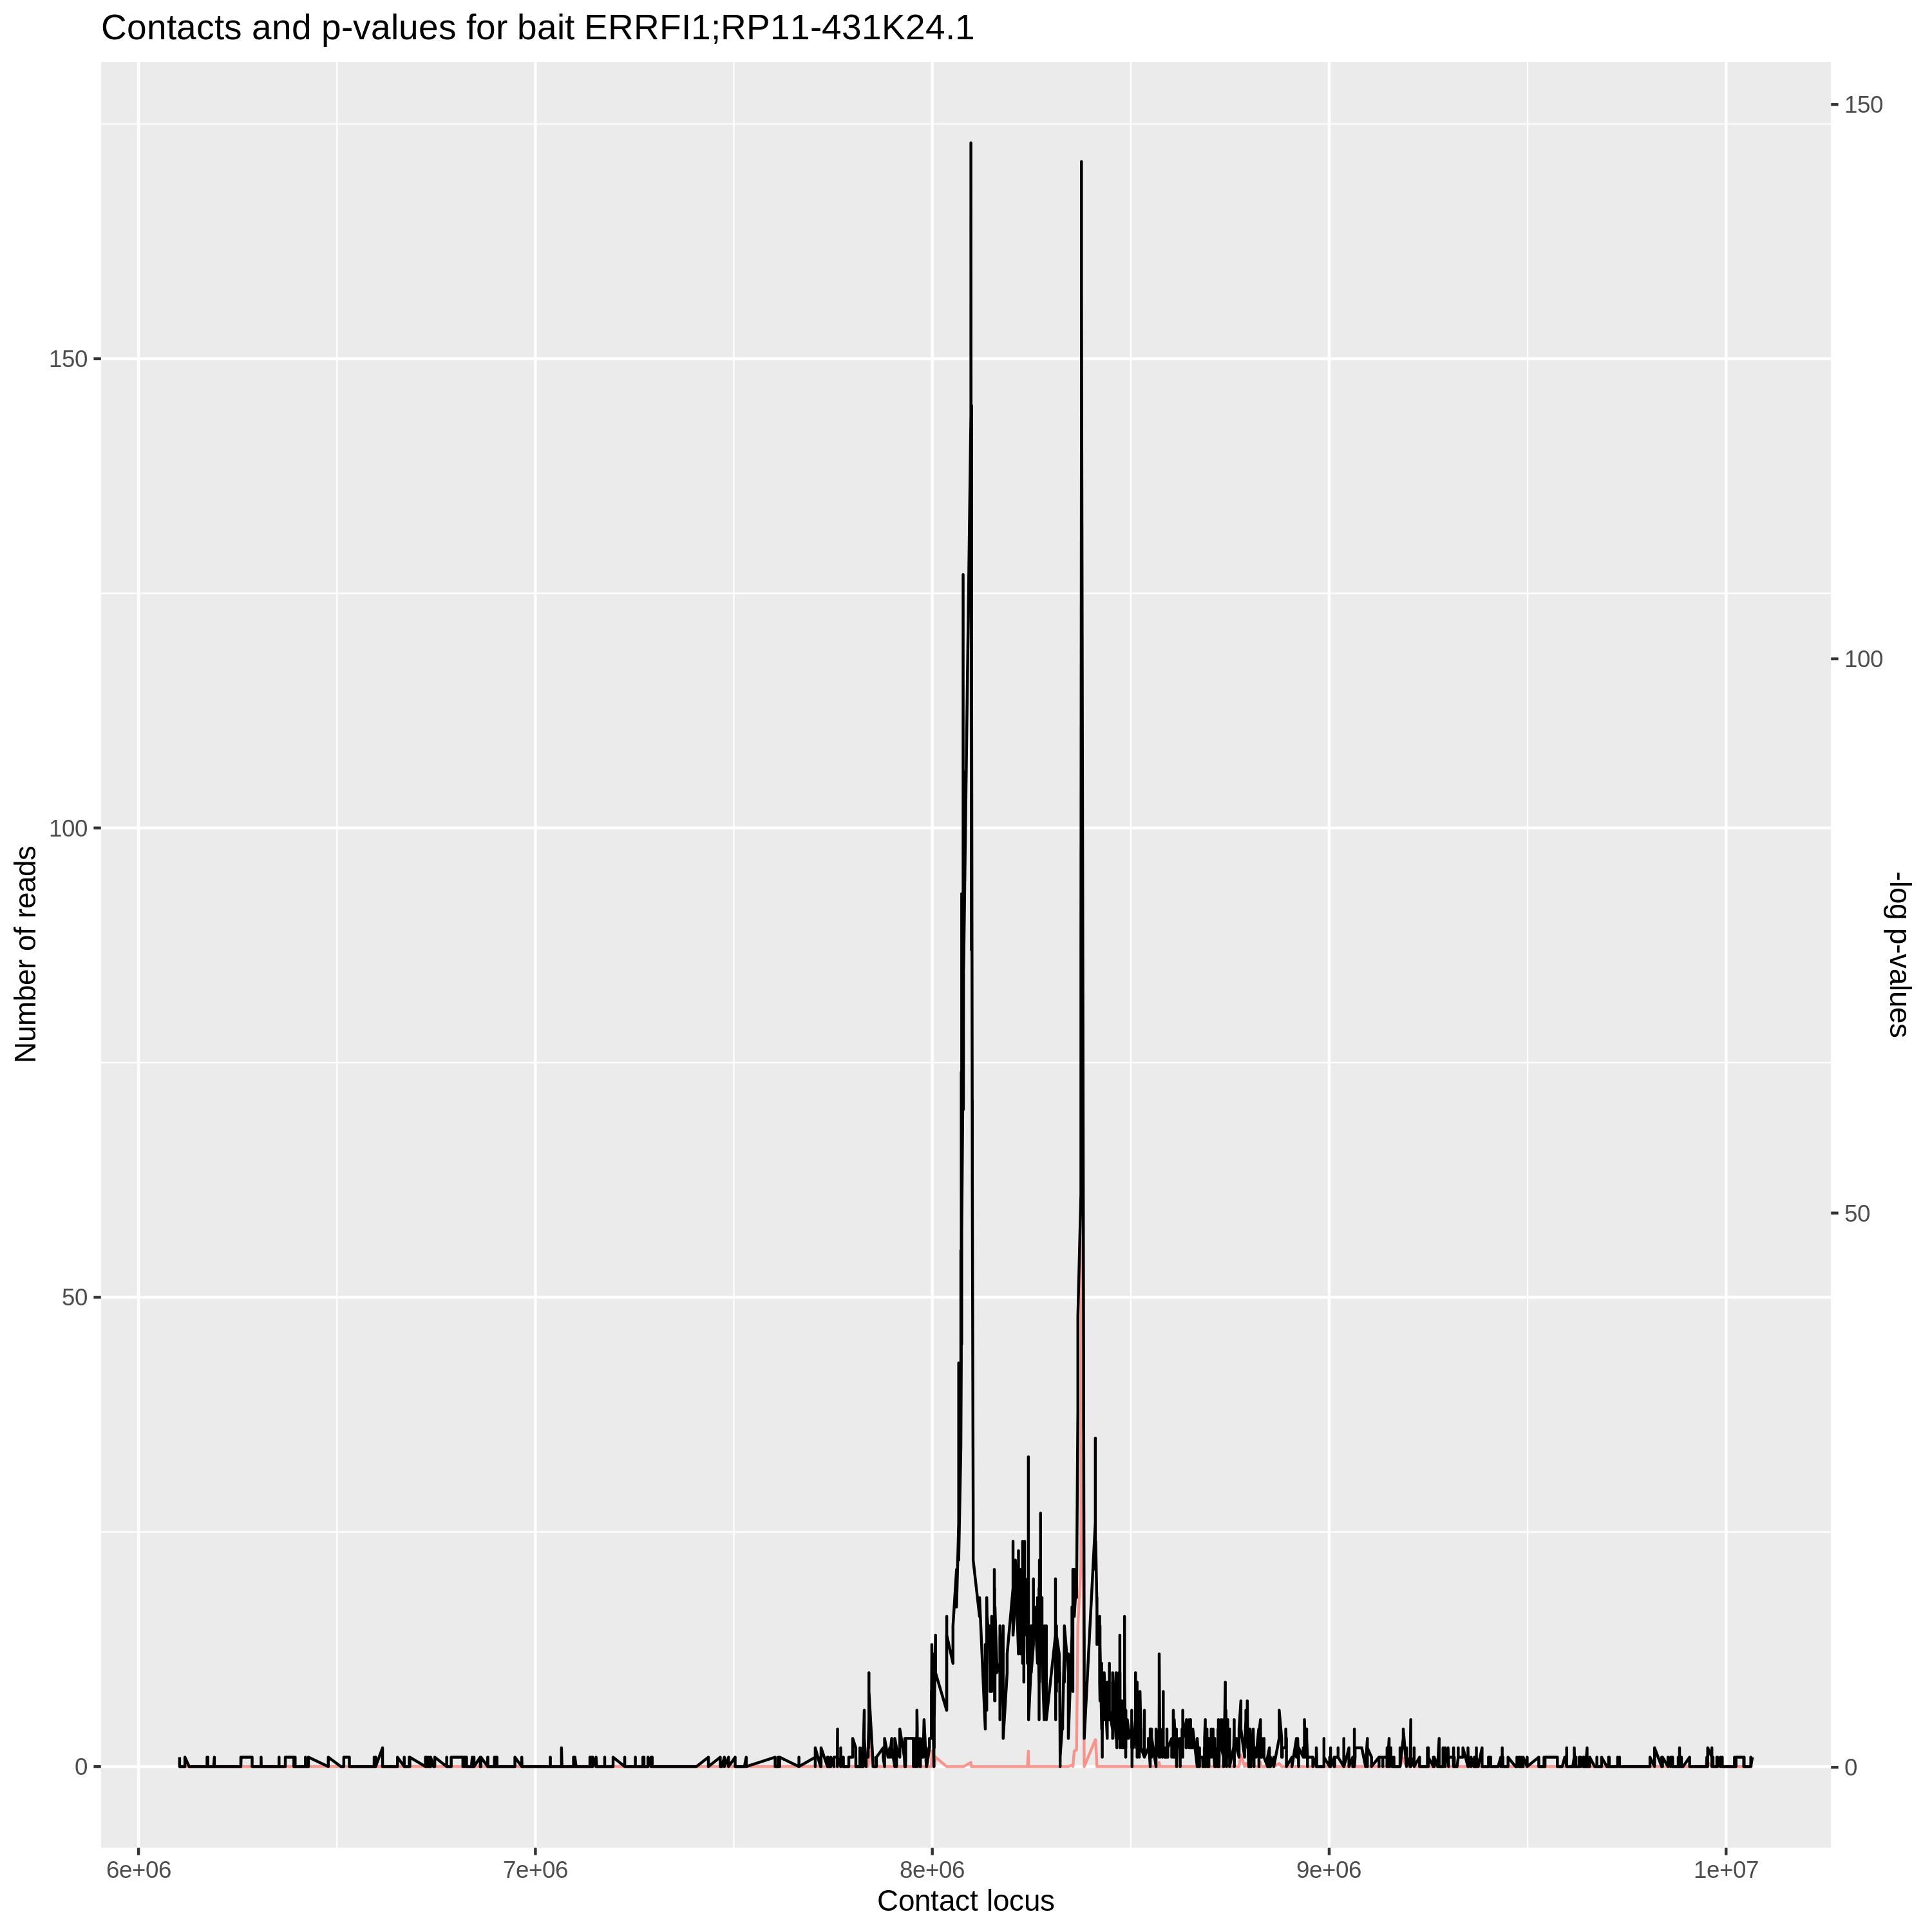 Contacts and p-values for bait ERRFI1;RP11-431K24.1
Number of reads
150
100
50
0
150
100
50
0
-log p-values
6e+06
7e+06
8e+06
9e+06
1e+07
Contact locus